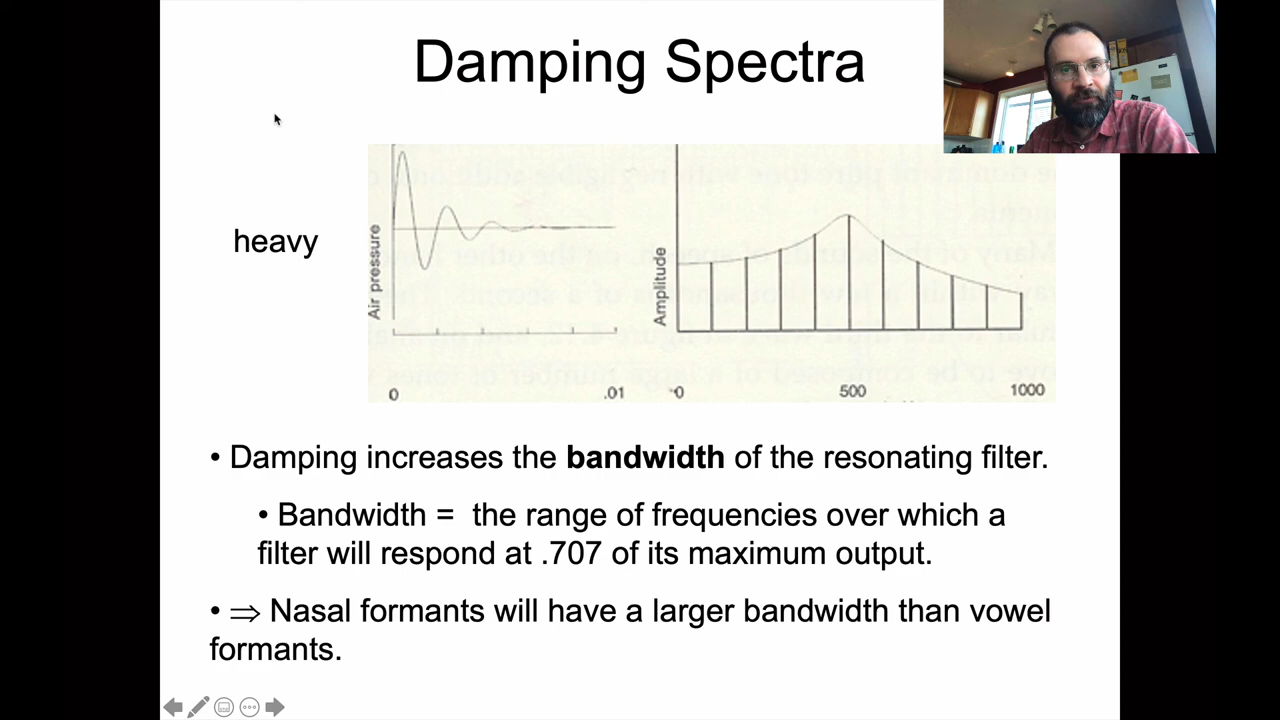 Damping Spectra
heavy
Air pressure
0
.01
Amplitude
0
500
1000
• Damping increases the bandwidth of the resonating filter.
• Bandwidth = the range of frequencies over which a
filter will respond at .707 of its maximum output.
• ⇒ Nasal formants will have a larger bandwidth than vowel
formants.